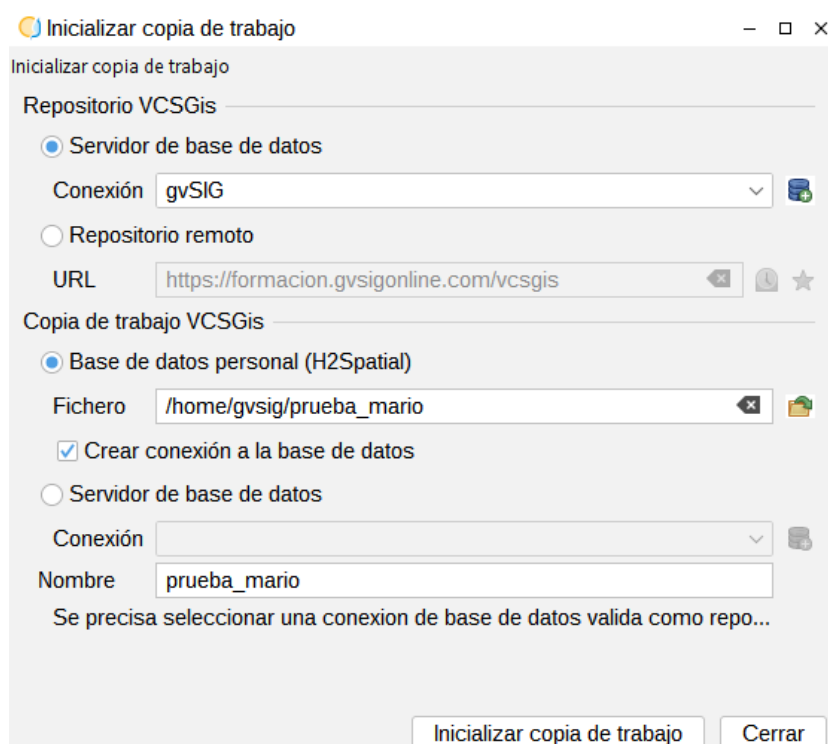 Inicializar copia de trabajo
Inicializar copia de trabajo
Repositorio VCSGis
Servidor de base de datos
Conexión gvSIG
Repositorio remoto
URL https://formacion.gvsigonline.com/vcsgis
Copia de trabajo VCSGis
Base de datos personal (H2Spatial)
Fichero /home/gvsig/prueba_mario
Crear conexión a la base de datos
Servidor de base de datos
Conexión
Nombre prueba_mario
Se precisa seleccionar una conexion de base de datos valida como repo...
Inicializar copia de trabajo Cerrar